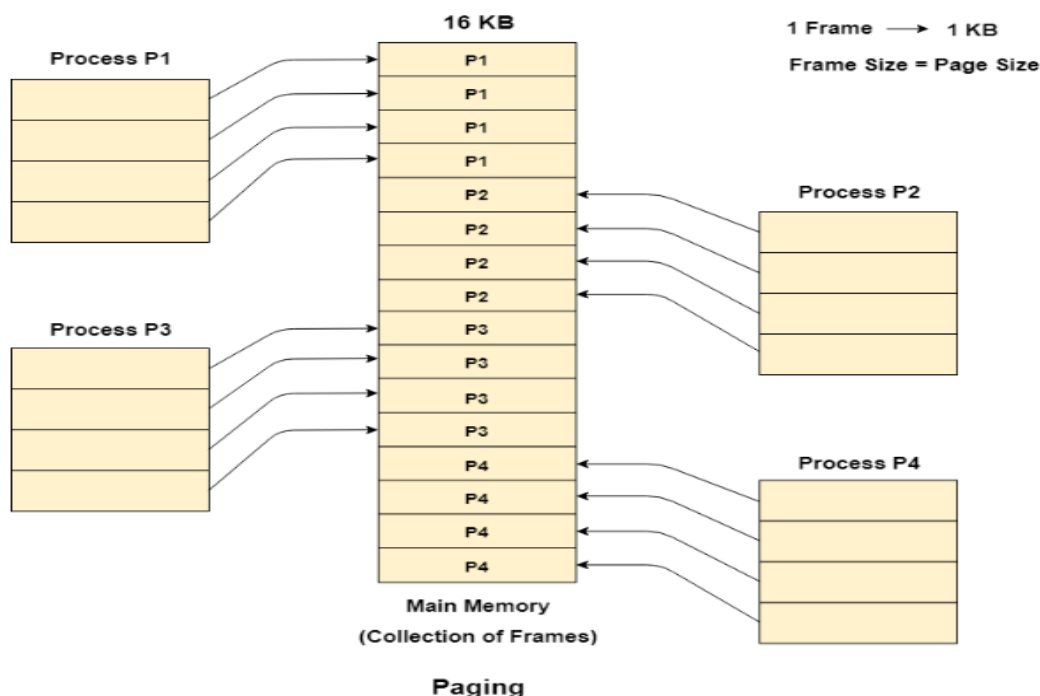 16 KB
1 Frame → 1 KB
Frame Size = Page Size
Process P1
P1
P1
P1
P1
P2
Process P2
P2
P2
P2
Process P3
P3
P3
P3
P3
P4
Process P4
P4
P4
P4
Main Memory
(Collection of Frames)
Paging